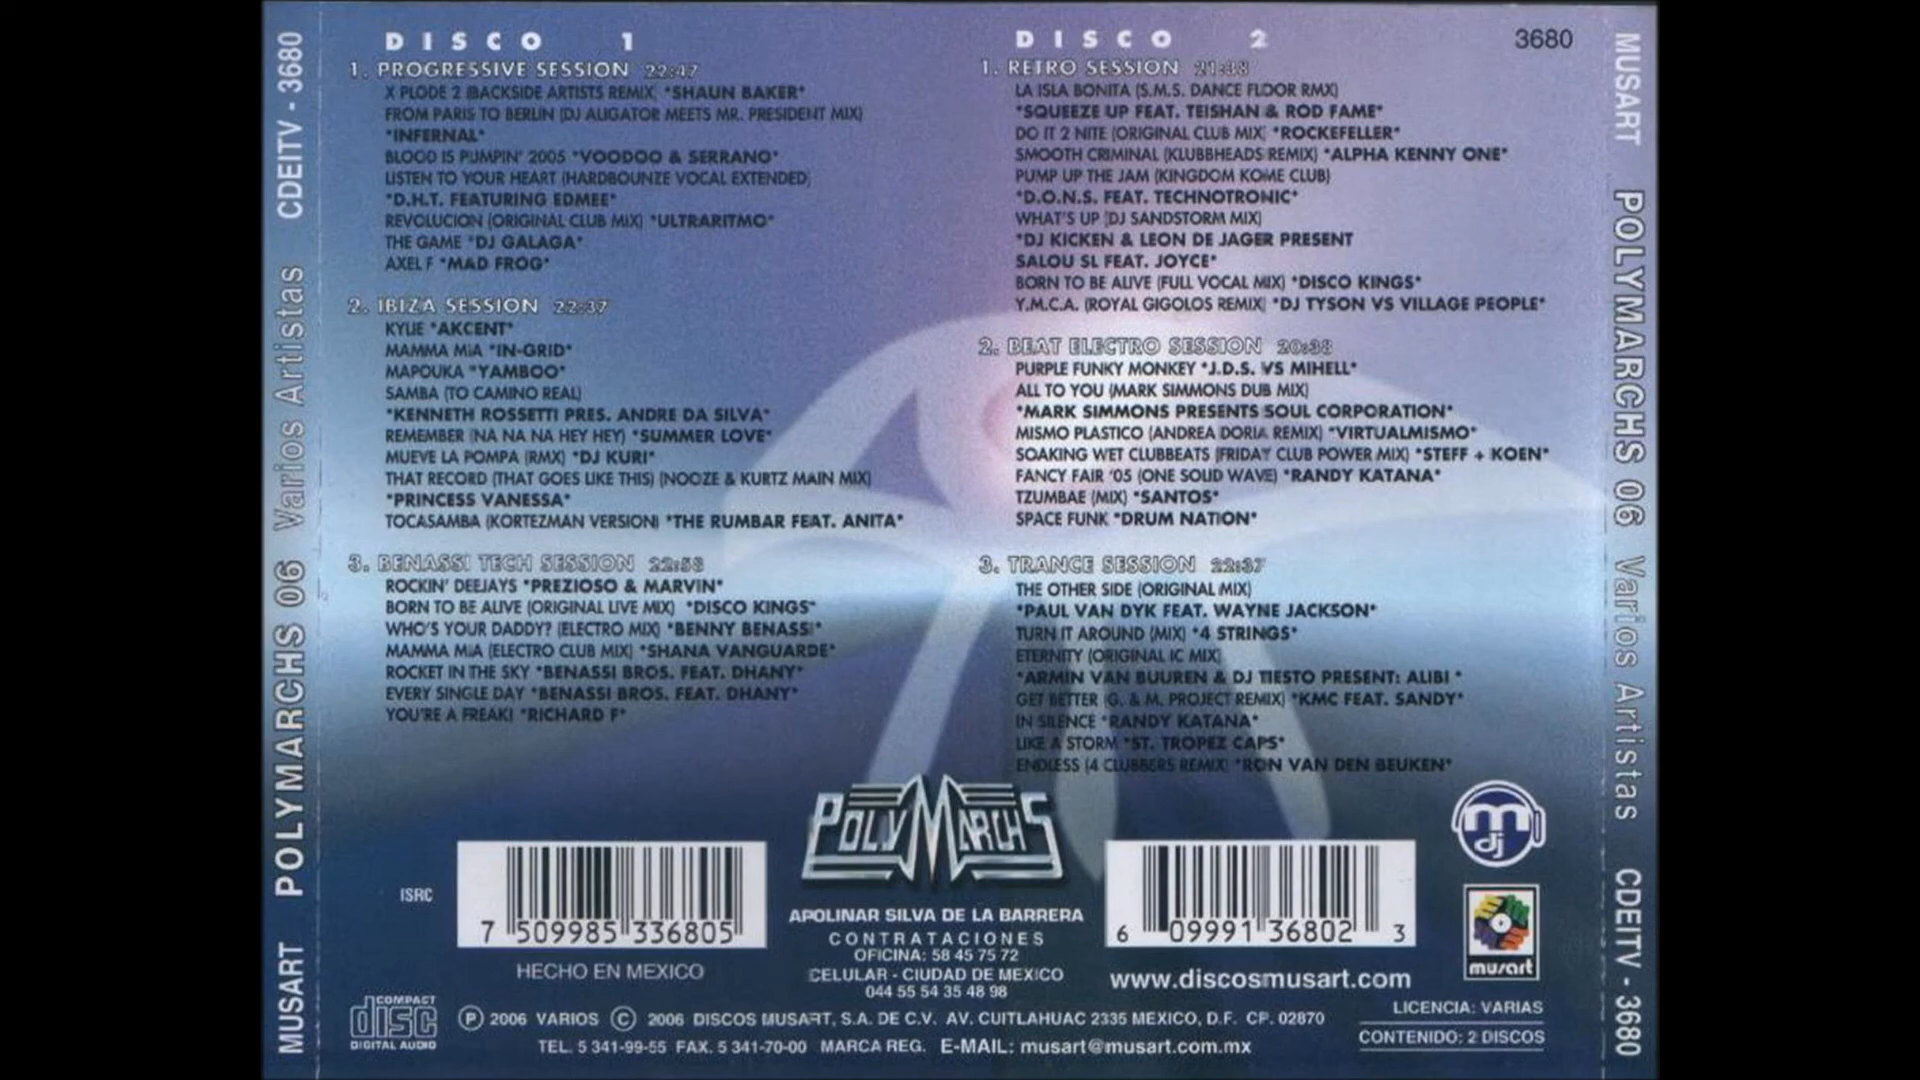 MUSART POLYMARCHS 06 Varios Artistas CDEITV - 3680
DISCO 1
1. PROGRESSIVE SESSION 22:47
X PLODE 2 (BACKSIDE ARTISTS REMIX) *SHAUN BAKER*
FROM PARIS TO BERLIN (DJ ALIGATOR MEETS MR. PRESIDENT MIX)
*INFERNAL*
BLOOD IS PUMPIN' 2005 *VOODOO & SERRANO*
LISTEN TO YOUR HEART (HARDBOUNZE VOCAL EXTENDED)
*D.H.T. FEATURING EDMEE*
REVOLUCION (ORIGINAL CLUB MIX) *ULTRARITMO*
THE GAME *DJ GALAGA*
AXEL F *MAD FROG*
2. IBIZA SESSION 22:37
KYLIE *AKCENT*
MAMMA MIA *IN-GRID*
MAPOUKA *YAMBOO*
SAMBA (TO CAMINO REAL)
*KENNETH ROSSETTI PRES. ANDRE DA SILVA*
REMEMBER (NA NA NA HEY HEY) *SUMMER LOVE*
MUEVE LA POMPA (RMX) *DJ KURI*
THAT RECORD (THAT GOES LIKE THIS) (NOOZE & KURTZ MAIN MIX)
*PRINCESS VANESSA*
TOCASAMBA (KORTEZMAN VERSION) *THE RUMBAR FEAT. ANITA*
3. BENASSI TECH SESSION 22:58
ROCKIN' DEEJAYS *PREZIOSO & MARVIN*
BORN TO BE ALIVE (ORIGINAL LIVE MIX) *DISCO KINGS*
WHO'S YOUR DADDY? (ELECTRO MIX) *BENNY BENASSI*
MAMMA MIA (ELECTRO CLUB MIX) *SHANA VANGUARDE*
ROCKET IN THE SKY *BENASSI BROS. FEAT. DHANY*
EVERY SINGLE DAY *BENASSI BROS. FEAT. DHANY*
YOU'RE A FREAK! *RICHARD F*
DISCO 2
3680
1. RETRO SESSION 21:38
LA ISLA BONITA (S.M.S. DANCE FLOOR RMX)
*SQUEEZE UP FEAT. TEISHAN & ROD FAME*
DO IT 2 NITE (ORIGINAL CLUB MIX) *ROCKEFELLER*
SMOOTH CRIMINAL (KLUBBHEADS REMIX) *ALPHA KENNY ONE*
PUMP UP THE JAM (KINGDOM KOME CLUB)
*D.O.N.S. FEAT. TECHNOTRONIC*
WHAT'S UP (DJ SANDSTORM MIX)
*DJ KICKEN & LEON DE JAGER PRESENT
SALOU SL FEAT. JOYCE*
BORN TO BE ALIVE (FULL VOCAL MIX) *DISCO KINGS*
Y.M.C.A. (ROYAL GIGOLOS REMIX) *DJ TYSON VS VILLAGE PEOPLE*
2. BEAT ELECTRO SESSION 20:38
PURPLE FUNKY MONKEY *J.D.S. VS MIHELL*
ALL TO YOU (MARK SIMMONS DUB MIX)
*MARK SIMMONS PRESENTS SOUL CORPORATION*
MISMO PLASTICO (ANDREA DORIA REMIX) *VIRTUALMISMO*
SOAKING WET CLUBBEATS (FRIDAY CLUB POWER MIX) *STEFF + KOEN*
FANCY FAIR '05 (ONE SOLID WAVE) *RANDY KATANA*
TZUMBAE (MIX) *SANTOS*
SPACE FUNK *DRUM NATION*
3. TRANCE SESSION 22:37
THE OTHER SIDE (ORIGINAL MIX)
*PAUL VAN DYK FEAT. WAYNE JACKSON*
TURN IT AROUND (MIX) *4 STRINGS*
ETERNITY (ORIGINAL IC MIX)
*ARMIN VAN BUUREN & DJ TIESTO PRESENT: ALIBI *
GET BETTER (G. & M. PROJECT REMIX) *KMC FEAT. SANDY*
IN SILENCE *RANDY KATANA*
LIKE A STORM *ST. TROPEZ CAPS*
ENDLESS (4 CLUBBERS REMIX) *RON VAN DEN BEUKEN*
POLYMARCHS
m dj
ISRC
7 509985 336805
HECHO EN MEXICO
APOLINAR SILVA DE LA BARRERA
CONTRATACIONES
OFICINA: 58 45 75 72
CELULAR - CIUDAD DE MEXICO
044 55 54 35 48 98
6 09991 36802 3
www.discosmusart.com
musart
LICENCIA: VARIAS
CONTENIDO: 2 DISCOS
COMPACT
disc
DIGITAL AUDIO
Ⓟ 2006 VARIOS © 2006 DISCOS MUSART, S.A. DE C.V. AV. CUITLAHUAC 2335 MEXICO, D.F. CP. 02870
TEL. 5 341-99-55 FAX. 5 341-70-00 MARCA REG. E-MAIL: musart@musart.com.mx
MUSART POLYMARCHS 06 Varios Artistas CDEITV - 3680